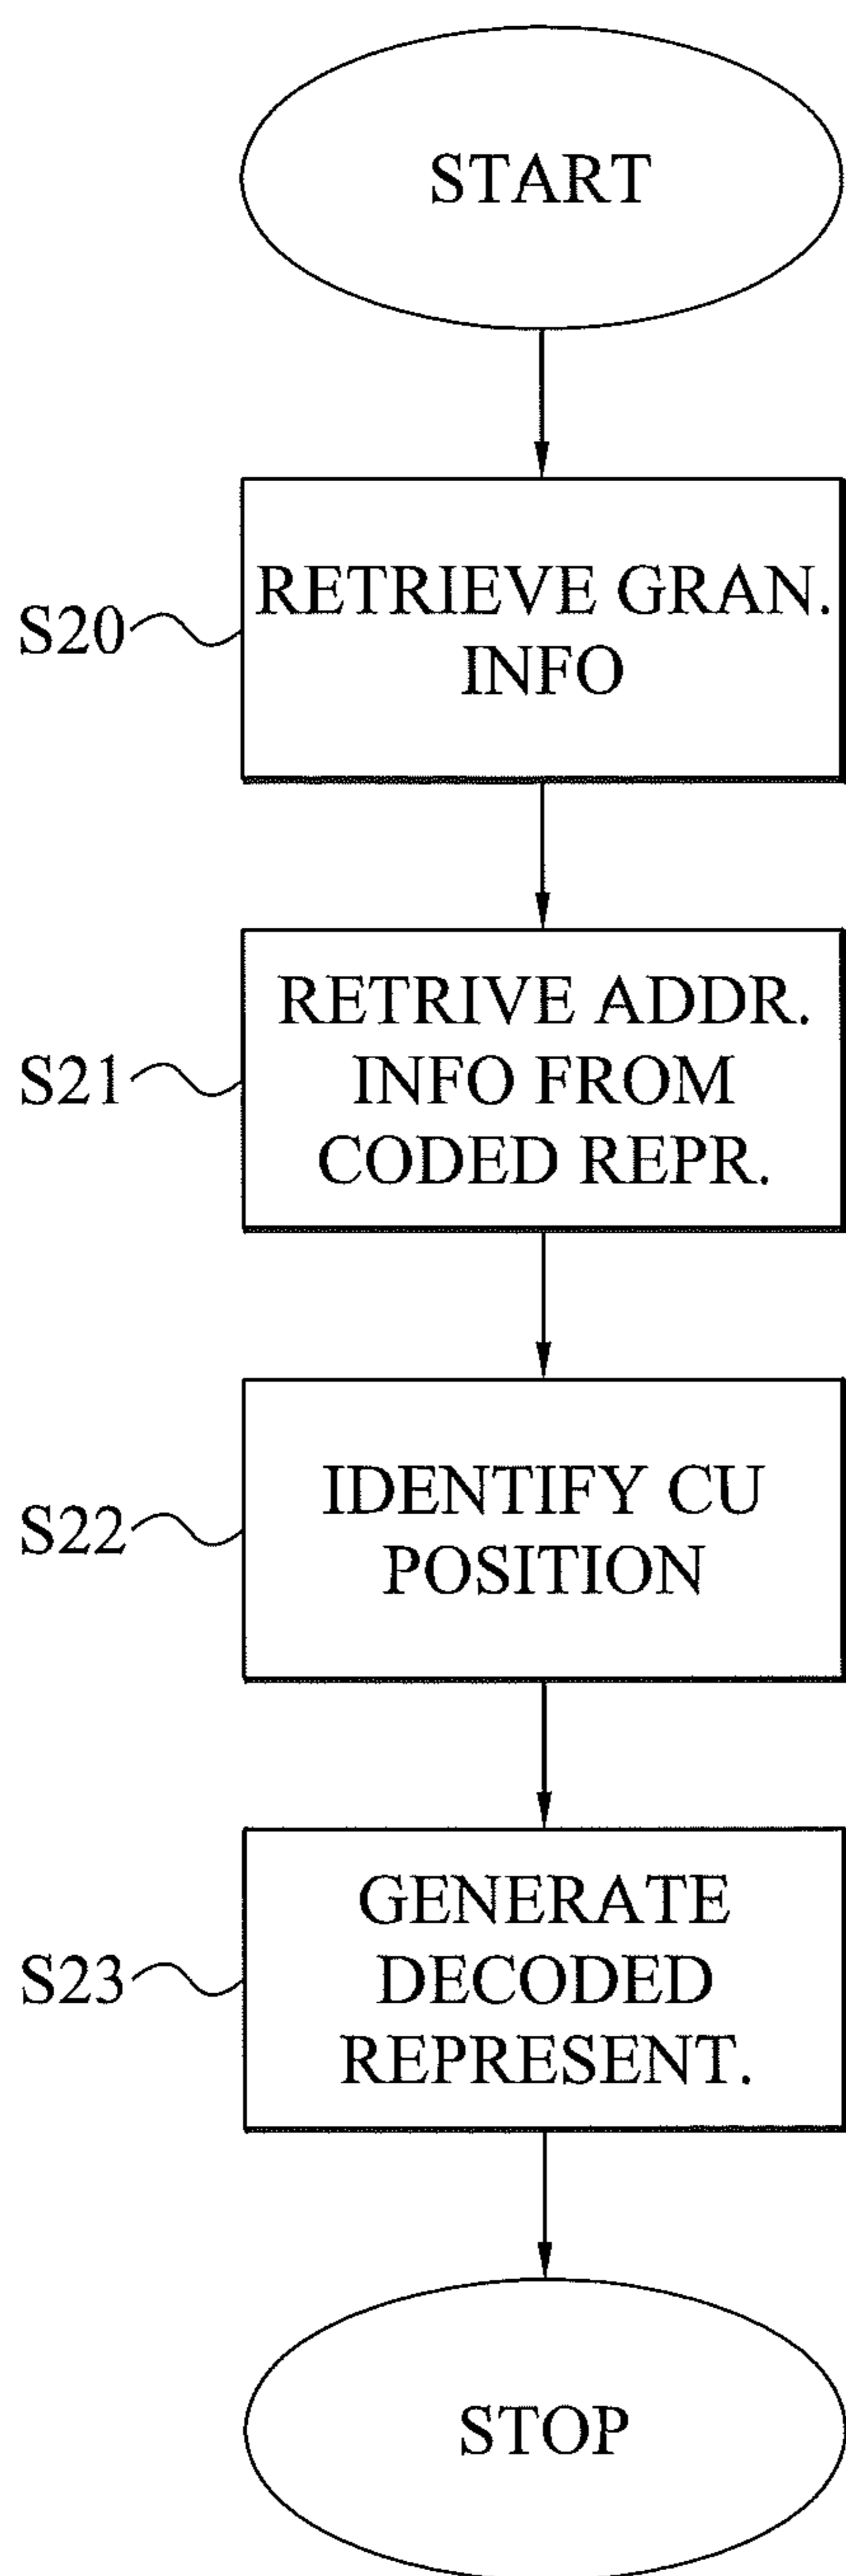 START
S20
RETRIEVE GRAN.
INFO
S21
RETRIVE ADDR.
INFO FROM
CODED REPR.
S22
IDENTIFY CU
POSITION
S23
GENERATE
DECODED
REPRESENT.
STOP